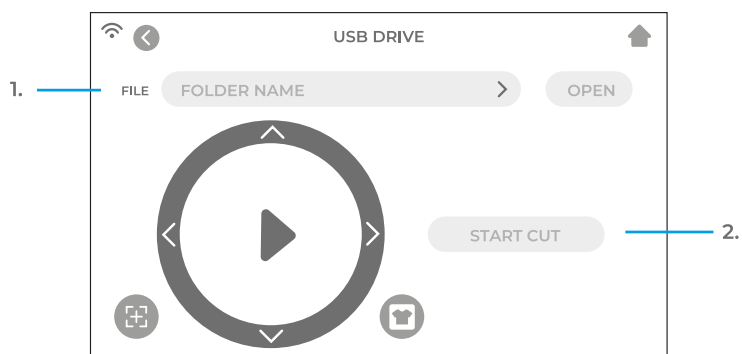 USB DRIVE
1.
FILE
FOLDER NAME
OPEN
START CUT
2.